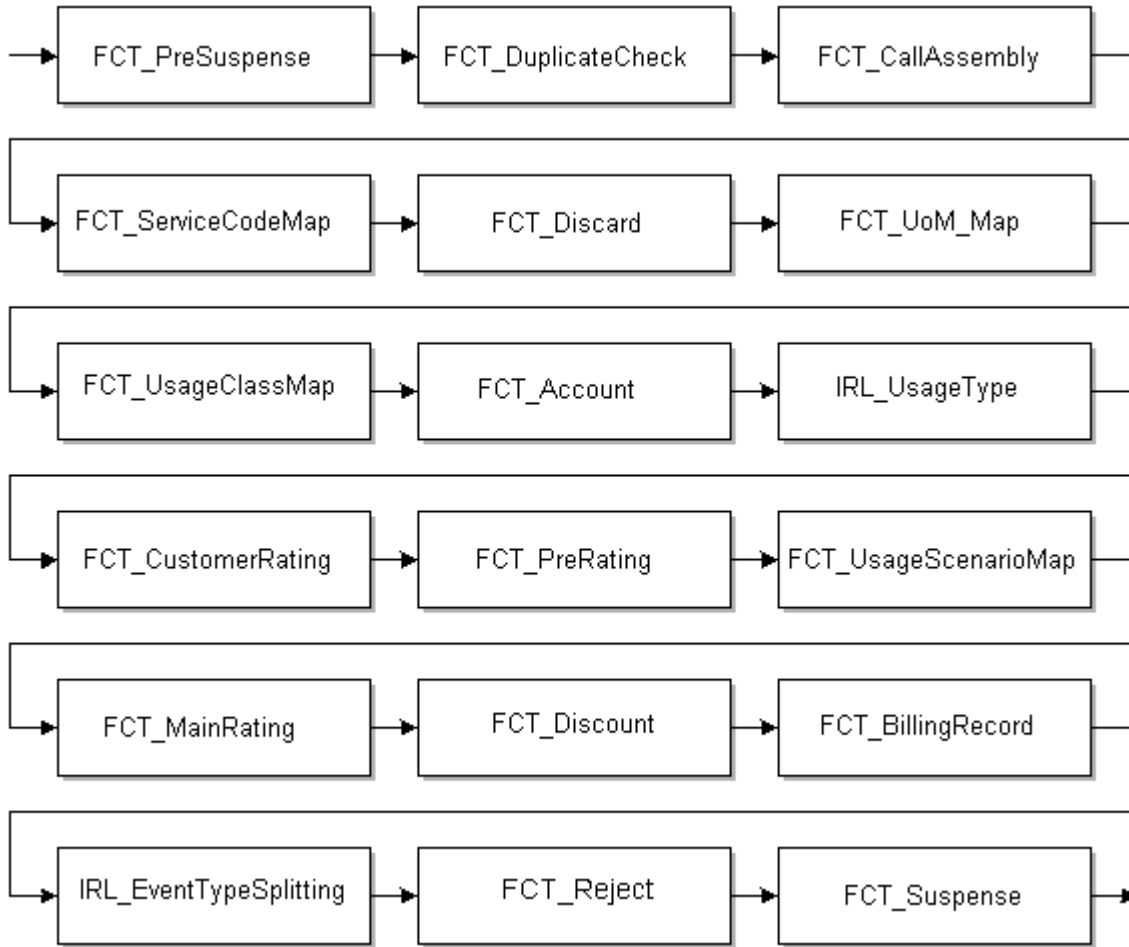 FCT_PreSuspense
FCT_DuplicateCheck
FCT_CallAssembly
FCT_ServiceCodeMap
FCT_Discard
FCT_UoM_Map
FCT_UsageClassMap
FCT_Account
IRL_UsageType
FCT_CustomerRating
FCT_PreRating
FCT_UsageScenarioMap
FCT_MainRating
FCT_Discount
FCT_BillingRecord
IRL_EventTypeSplitting
FCT_Reject
FCT_Suspense